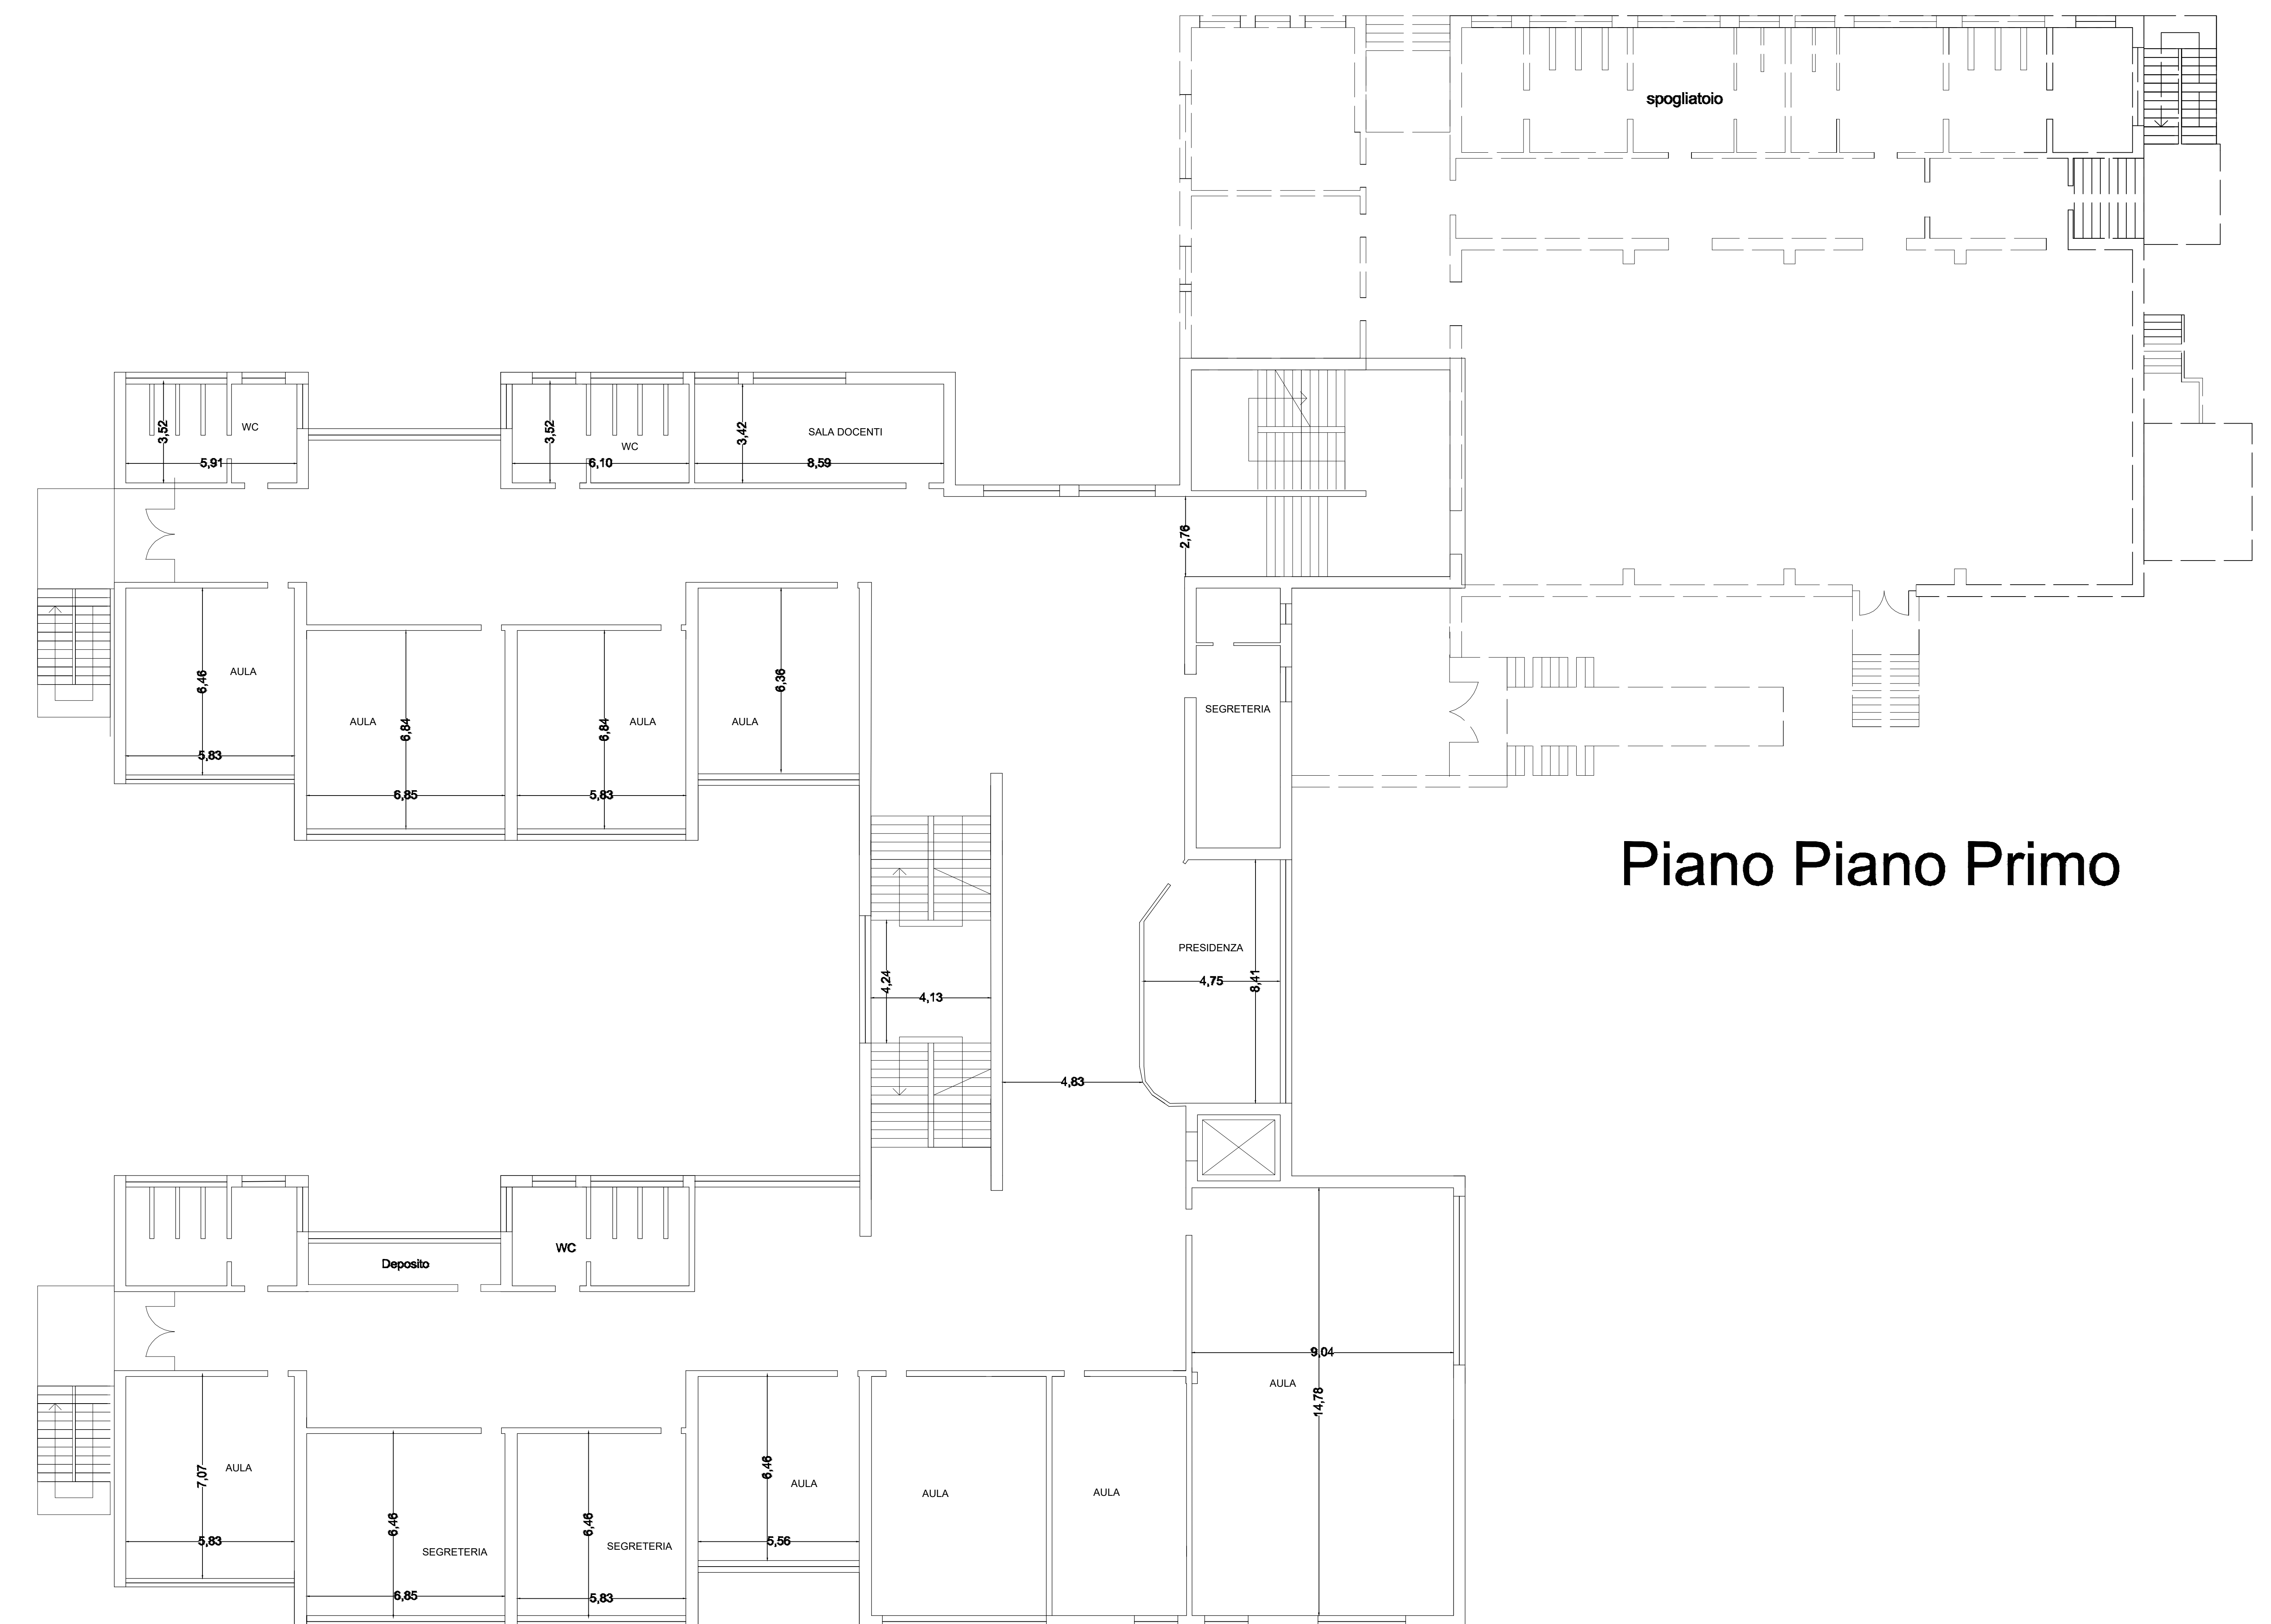 spogliatoio
3,52
WC
5,91
3,52
WC
6,10
3,42
SALA DOCENTI
8,59
2,76
6,46
AULA
5,83
AULA
6,84
6,85
6,84
AULA
5,83
AULA
6,36
SEGRETERIA
Piano Piano Primo
PRESIDENZA
4,75
8,41
4,24
4,13
4,83
Deposito
WC
9,04
AULA
14,78
7,07
AULA
5,83
6,46
SEGRETERIA
6,85
6,46
SEGRETERIA
5,83
6,46
AULA
5,56
AULA
AULA